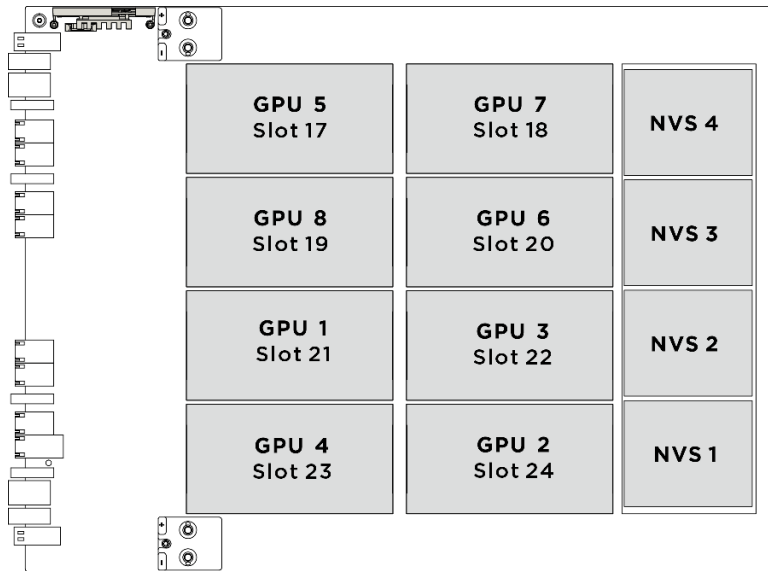 GPU 5
Slot 17
GPU 7
Slot 18
NVS 4
GPU 8
Slot 19
GPU 6
Slot 20
NVS 3
GPU 1
Slot 21
GPU 3
Slot 22
NVS 2
GPU 4
Slot 23
GPU 2
Slot 24
NVS 1